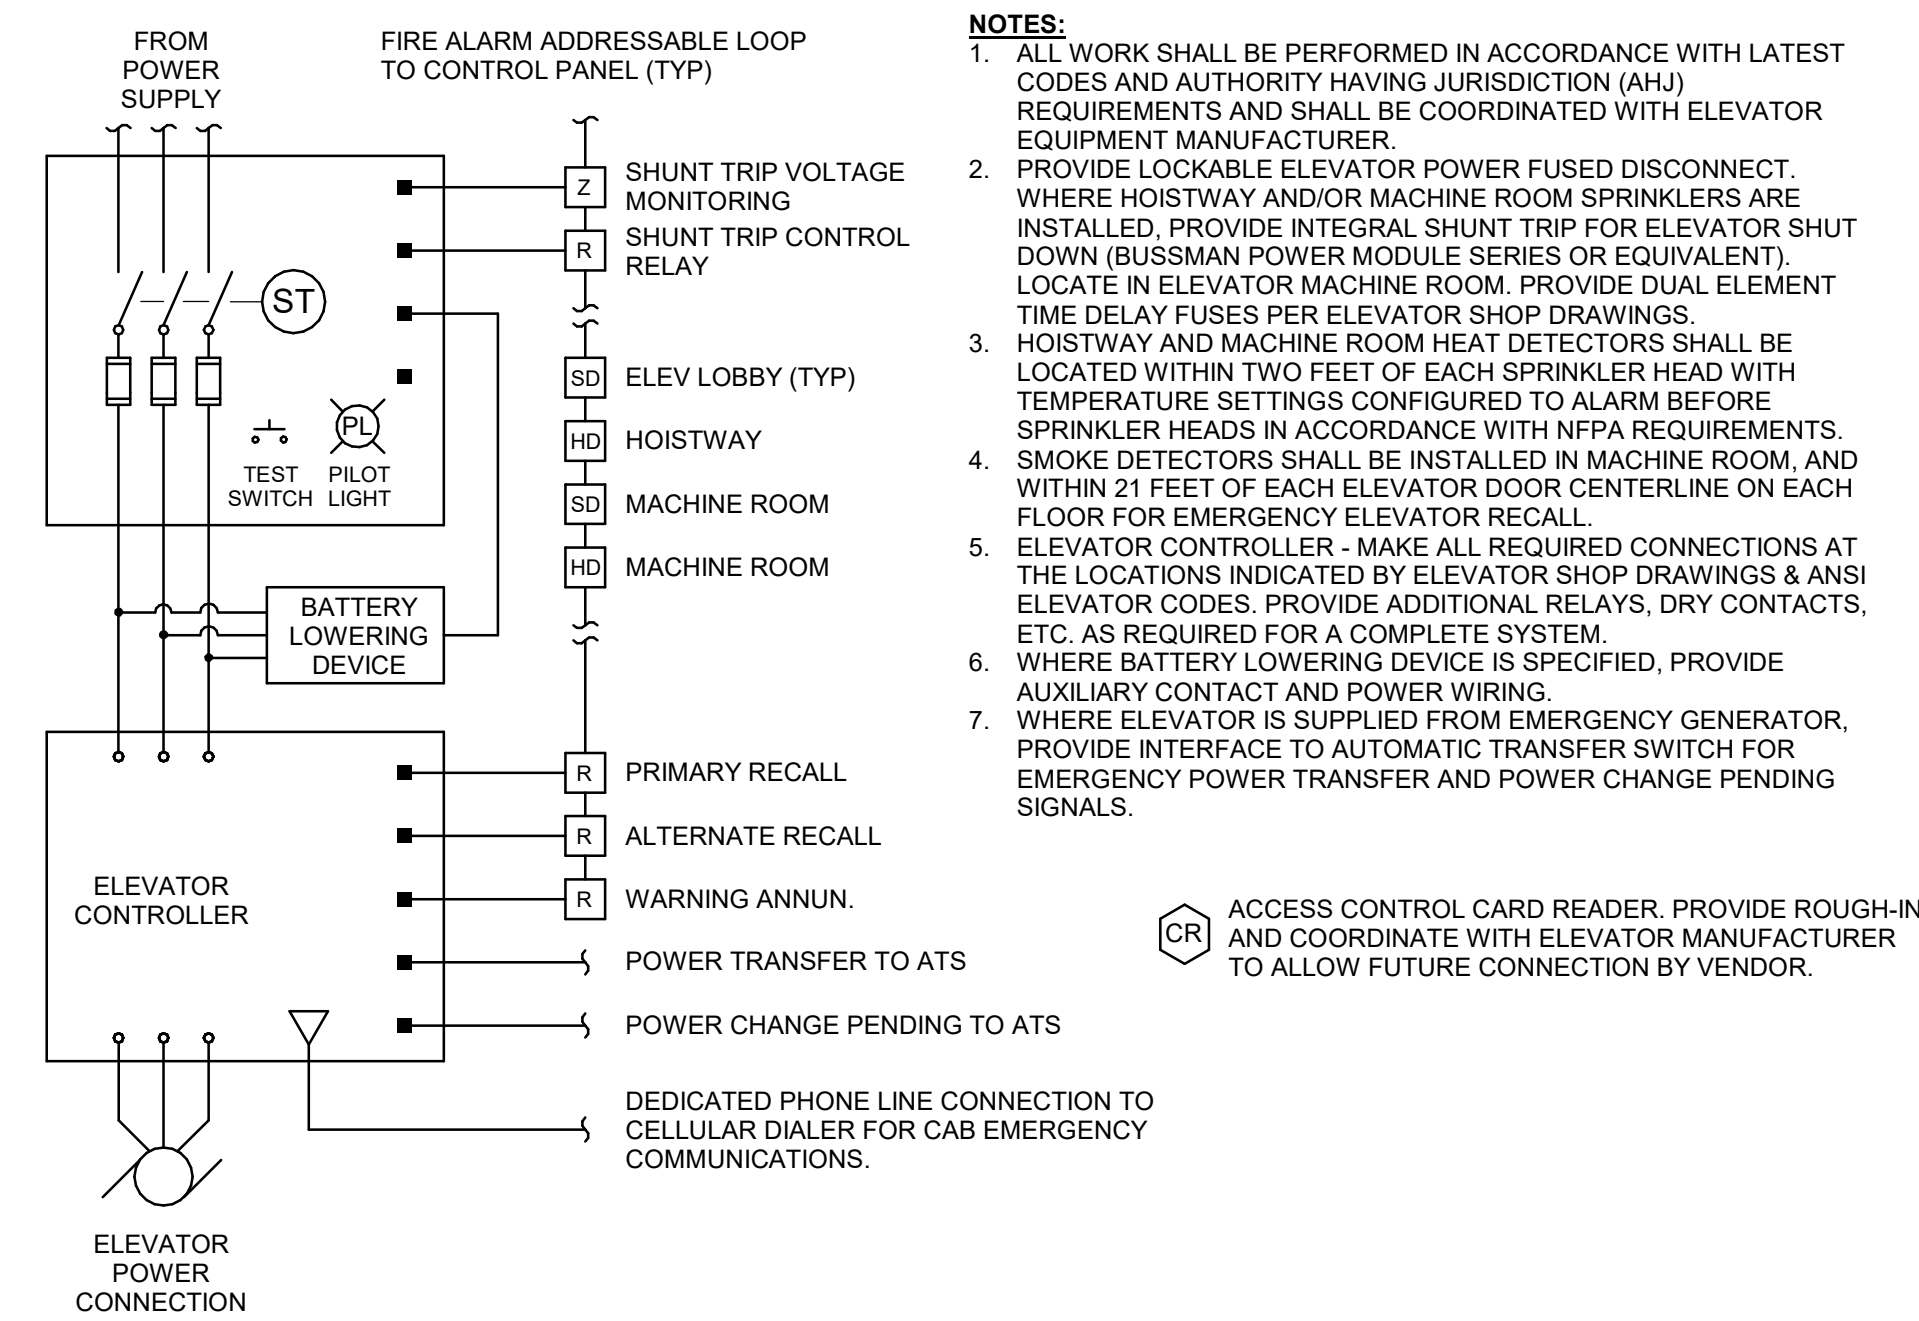 FROM
POWER
SUPPLY
FIRE ALARM ADDRESSABLE LOOP
TO CONTROL PANEL (TYP)
Z
SHUNT TRIP VOLTAGE
MONITORING
R
SHUNT TRIP CONTROL
RELAY
ST
SD
ELEV LOBBY (TYP)
PL
HD
HOISTWAY
TEST
SWITCH
PILOT
LIGHT
SD
MACHINE ROOM
HD
MACHINE ROOM
BATTERY
LOWERING
DEVICE
R
PRIMARY RECALL
R
ALTERNATE RECALL
ELEVATOR
CONTROLLER
R
WARNING ANNUN.
POWER TRANSFER TO ATS
POWER CHANGE PENDING TO ATS
DEDICATED PHONE LINE CONNECTION TO
CELLULAR DIALER FOR CAB EMERGENCY
COMMUNICATIONS.
ELEVATOR
POWER
CONNECTION
NOTES:
1. ALL WORK SHALL BE PERFORMED IN ACCORDANCE WITH LATEST
CODES AND AUTHORITY HAVING JURISDICTION (AHJ)
REQUIREMENTS AND SHALL BE COORDINATED WITH ELEVATOR
EQUIPMENT MANUFACTURER.
2. PROVIDE LOCKABLE ELEVATOR POWER FUSED DISCONNECT.
WHERE HOISTWAY AND/OR MACHINE ROOM SPRINKLERS ARE
INSTALLED, PROVIDE INTEGRAL SHUNT TRIP FOR ELEVATOR SHUT
DOWN (BUSSMAN POWER MODULE SERIES OR EQUIVALENT).
LOCATE IN ELEVATOR MACHINE ROOM. PROVIDE DUAL ELEMENT
TIME DELAY FUSES PER ELEVATOR SHOP DRAWINGS.
3. HOISTWAY AND MACHINE ROOM HEAT DETECTORS SHALL BE
LOCATED WITHIN TWO FEET OF EACH SPRINKLER HEAD WITH
TEMPERATURE SETTINGS CONFIGURED TO ALARM BEFORE
SPRINKLER HEADS IN ACCORDANCE WITH NFPA REQUIREMENTS.
4. SMOKE DETECTORS SHALL BE INSTALLED IN MACHINE ROOM, AND
WITHIN 21 FEET OF EACH ELEVATOR DOOR CENTERLINE ON EACH
FLOOR FOR EMERGENCY ELEVATOR RECALL.
5. ELEVATOR CONTROLLER - MAKE ALL REQUIRED CONNECTIONS AT
THE LOCATIONS INDICATED BY ELEVATOR SHOP DRAWINGS & ANSI
ELEVATOR CODES. PROVIDE ADDITIONAL RELAYS, DRY CONTACTS,
ETC. AS REQUIRED FOR A COMPLETE SYSTEM.
6. WHERE BATTERY LOWERING DEVICE IS SPECIFIED, PROVIDE
AUXILIARY CONTACT AND POWER WIRING.
7. WHERE ELEVATOR IS SUPPLIED FROM EMERGENCY GENERATOR,
PROVIDE INTERFACE TO AUTOMATIC TRANSFER SWITCH FOR
EMERGENCY POWER TRANSFER AND POWER CHANGE PENDING
SIGNALS.
CR
ACCESS CONTROL CARD READER. PROVIDE ROUGH-IN
AND COORDINATE WITH ELEVATOR MANUFACTURER
TO ALLOW FUTURE CONNECTION BY VENDOR.